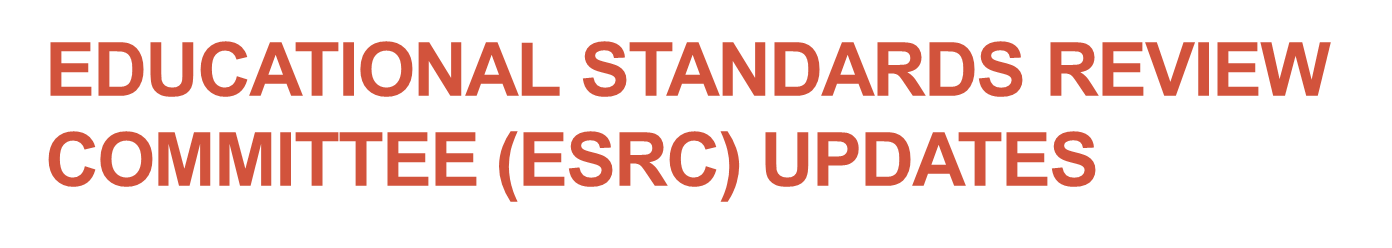 EDUCATIONAL STANDARDS REVIEW
COMMITTEE (ESRC) UPDATES